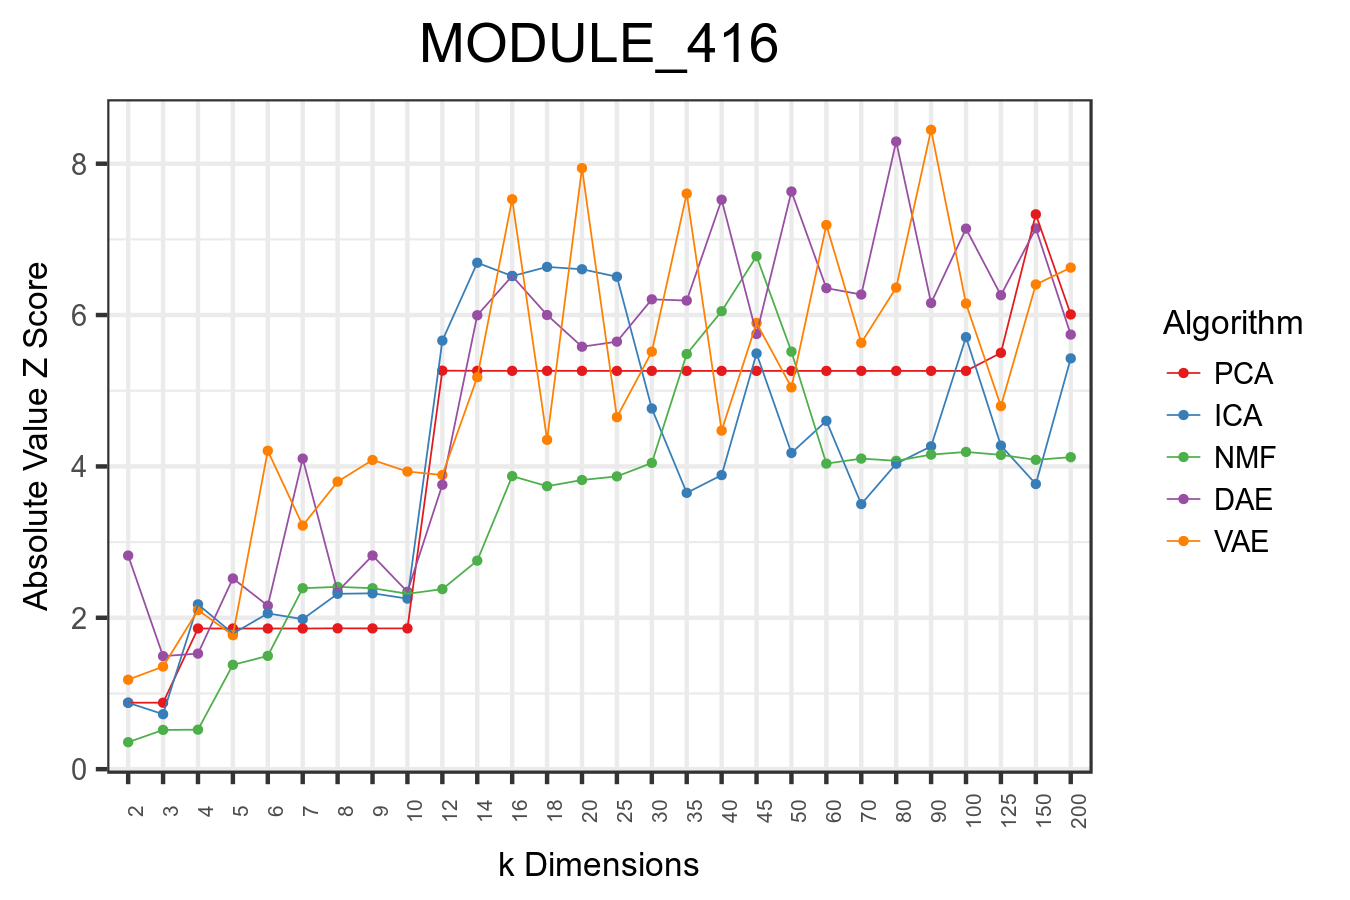 MODULE_416
Absolute Value Z Score
8
6
4
2
0
2 3 4 5 6 7 8 9 10 12 14 16 18 20 25 30 35 40 45 50 60 70 80 90 100 125 150 200
k Dimensions
Algorithm
PCA
ICA
NMF
DAE
VAE